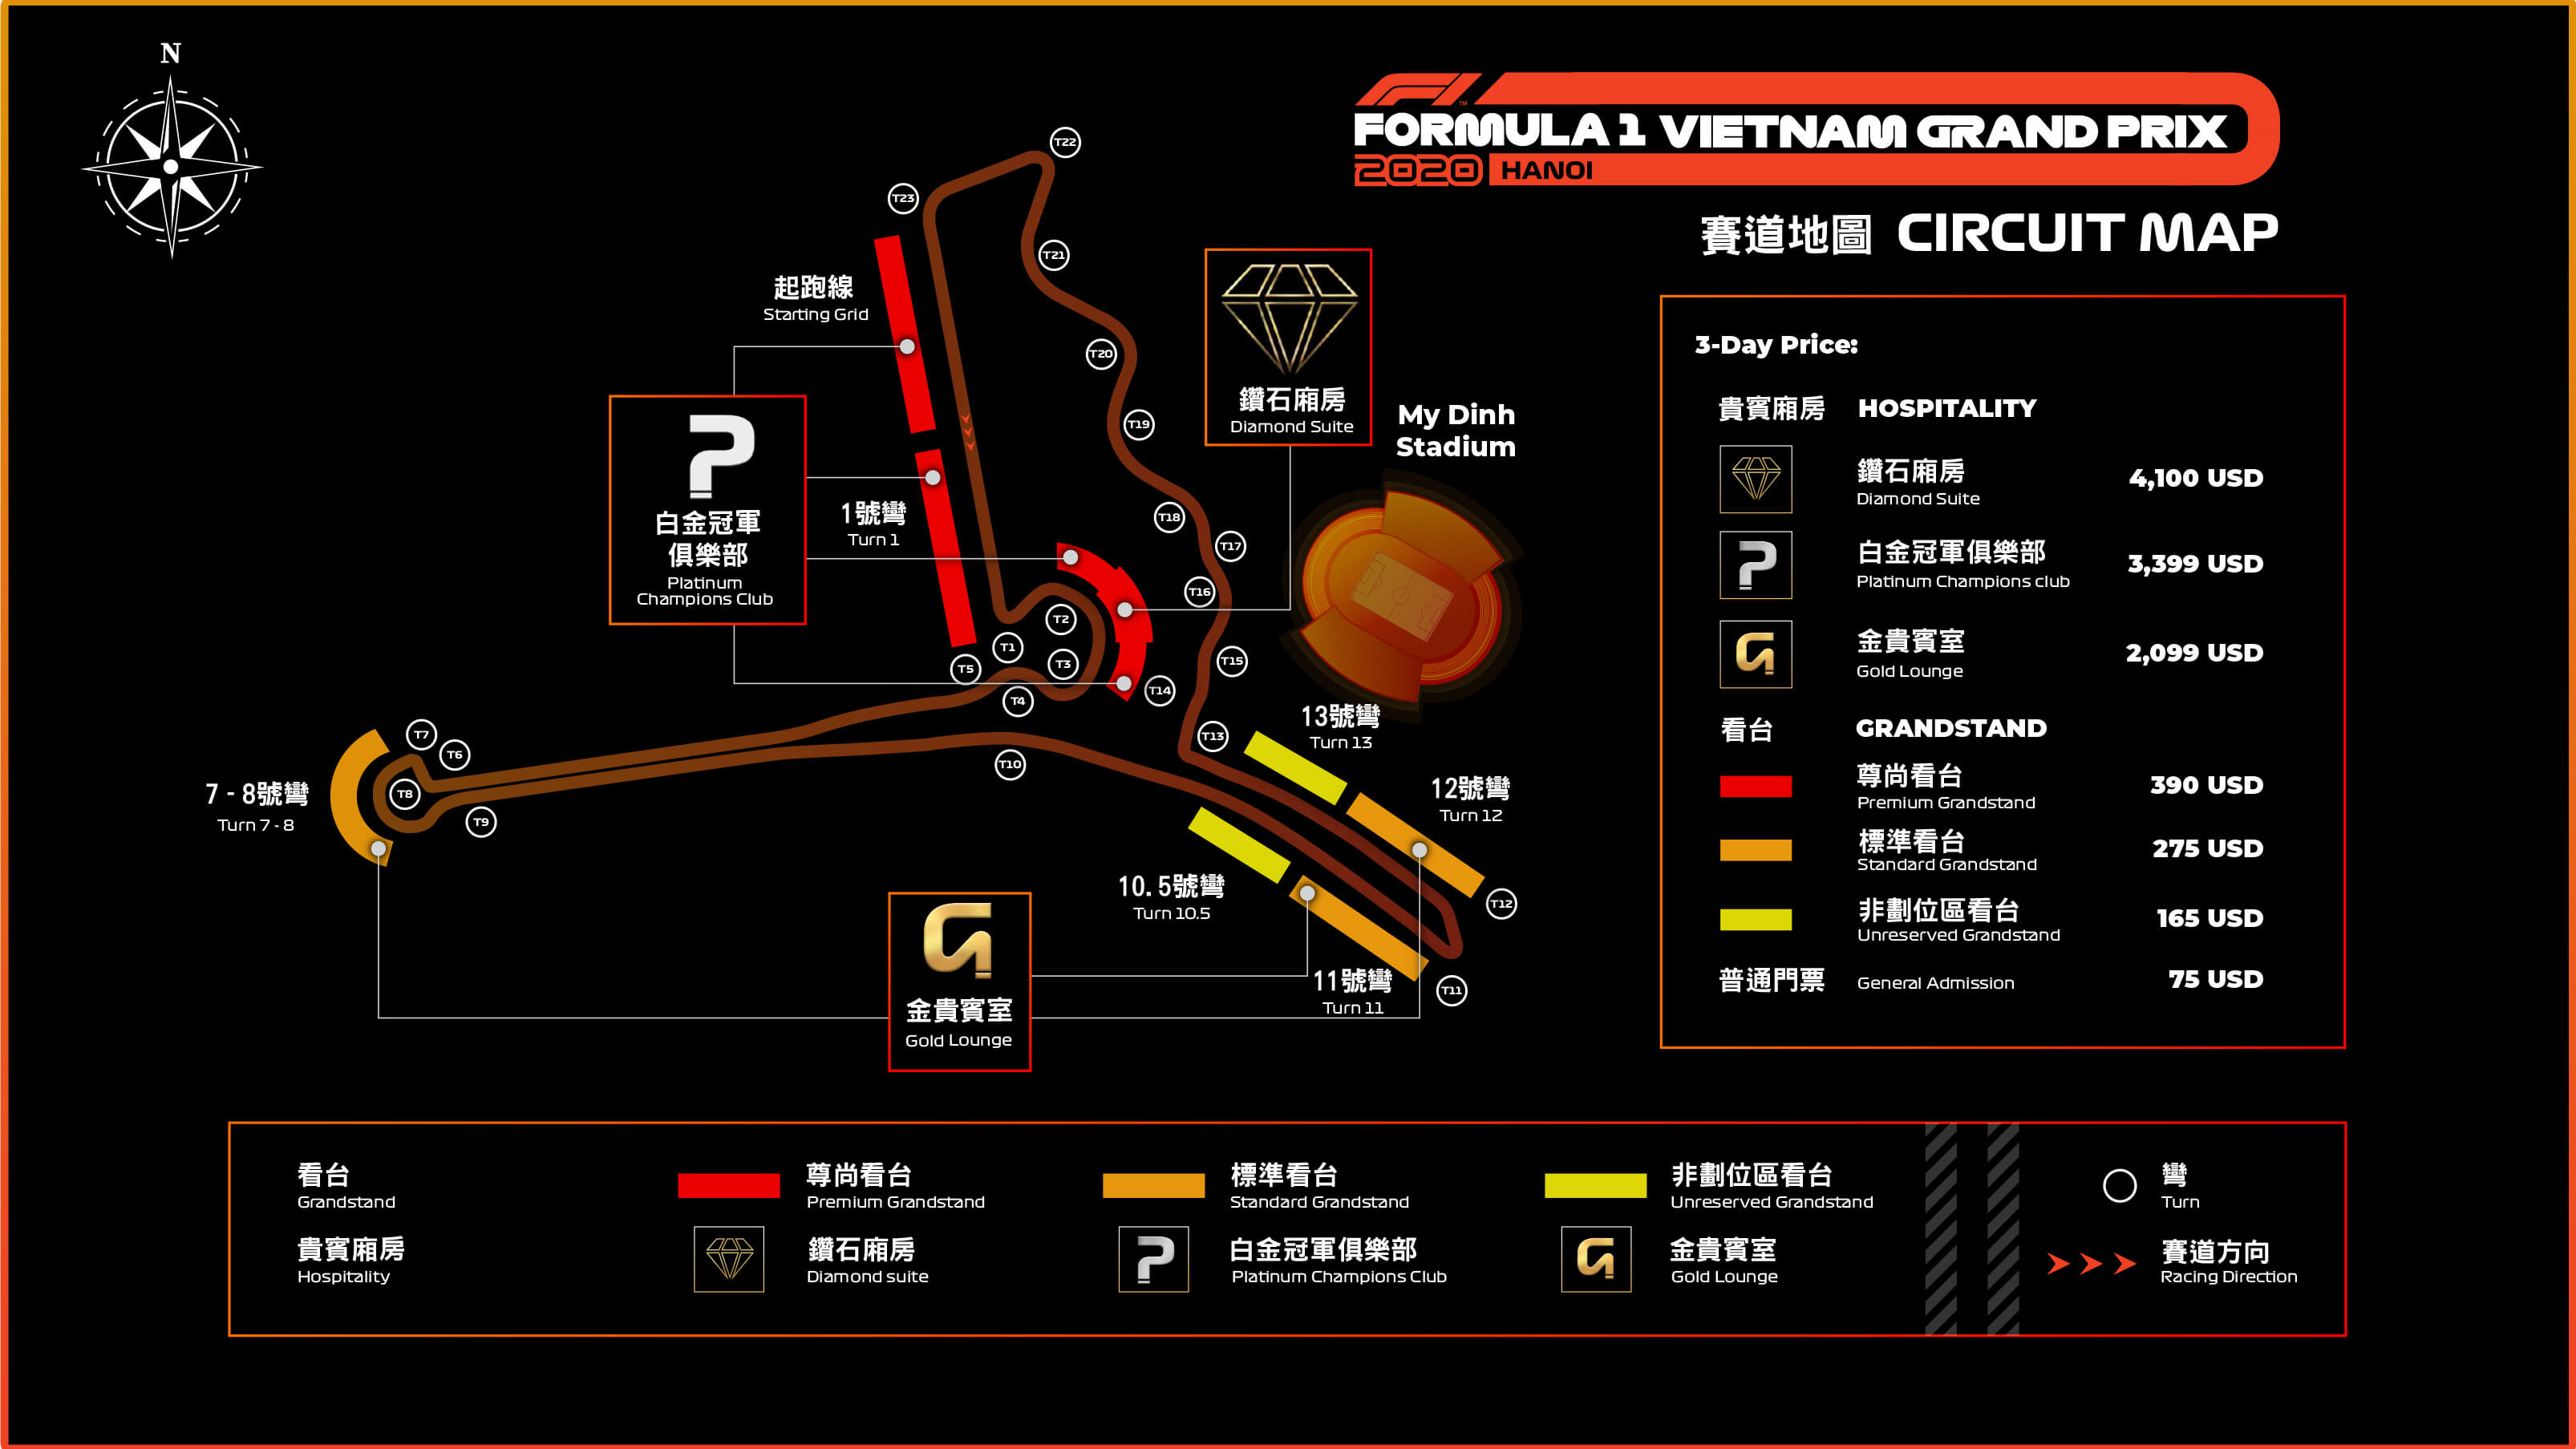 N
FORMULA 1 VIETNAM GRAND PRIX
2020 HANOI
賽道地圖 CIRCUIT MAP
T22
T23
T21
起跑線
Starting Grid
T20
鑽石廂房
Diamond Suite
T19
My Dinh
Stadium
P
白金冠軍
俱樂部
Platinum
Champions Club
1號彎
Turn 1
T18
T17
T16
T2
T1
T3
T5
T15
T4
T14
13號彎
Turn 13
T13
T7
T6
T10
7 - 8號彎
Turn 7 - 8
T8
T9
12號彎
Turn 12
10.5號彎
Turn 10.5
T12
G
金貴賓室
Gold Lounge
11號彎
Turn 11
T11
3-Day Price:
貴賓廂房 HOSPITALITY
鑽石廂房
Diamond Suite
4,100 USD
P
白金冠軍俱樂部
Platinum Champions club
3,399 USD
G
金貴賓室
Gold Lounge
2,099 USD
看台 GRANDSTAND
尊尚看台
Premium Grandstand
390 USD
標準看台
Standard Grandstand
275 USD
非劃位區看台
Unreserved Grandstand
165 USD
普通門票 General Admission 75 USD
看台
Grandstand
尊尚看台
Premium Grandstand
標準看台
Standard Grandstand
非劃位區看台
Unreserved Grandstand
彎
Turn
貴賓廂房
Hospitality
鑽石廂房
Diamond suite
P
白金冠軍俱樂部
Platinum Champions Club
G
金貴賓室
Gold Lounge
賽道方向
Racing Direction